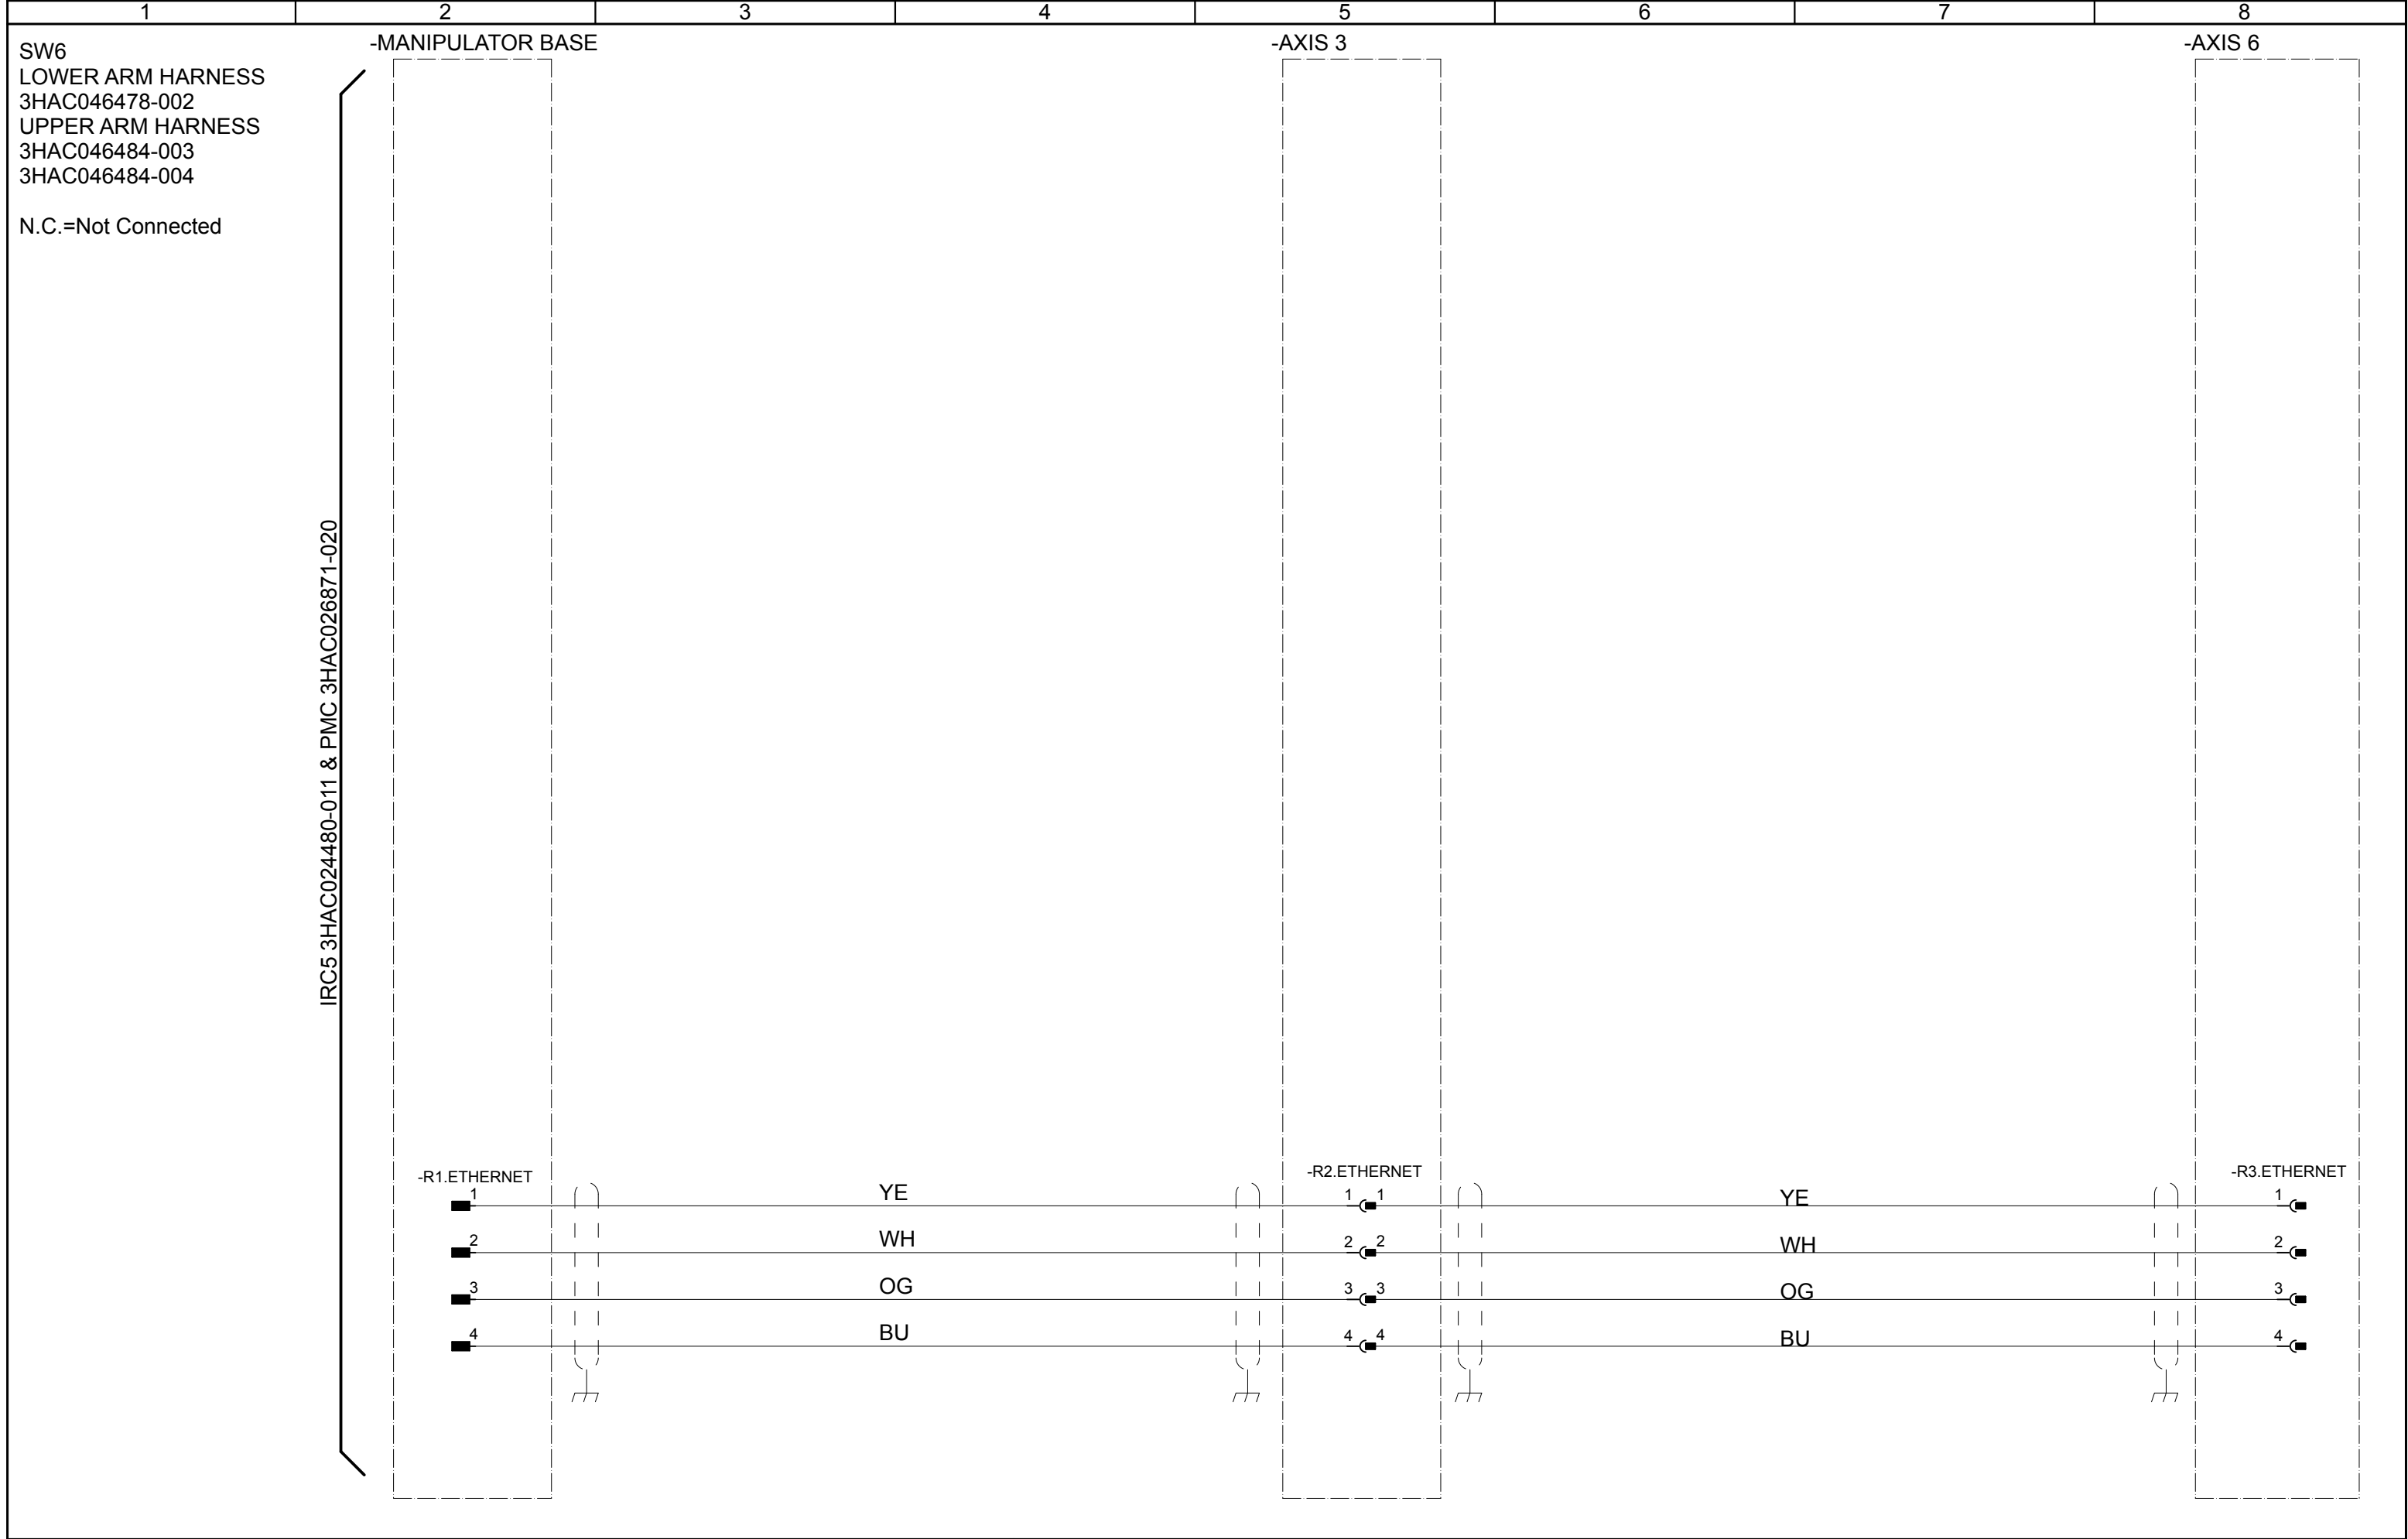 1 2 3 4 5 6 7 8
SW6
LOWER ARM HARNESS
3HAC046478-002
UPPER ARM HARNESS
3HAC046484-003
3HAC046484-004
N.C.=Not Connected
-MANIPULATOR BASE
-AXIS 3
-AXIS 6
IRC5 3HAC024480-011 & PMC 3HAC026871-020
-R1.ETHERNET
-R2.ETHERNET
-R3.ETHERNET
1 YE 1 1 YE 1
2 WH 2 2 WH 2
3 OG 3 3 OG 3
4 BU 4 4 BU 4